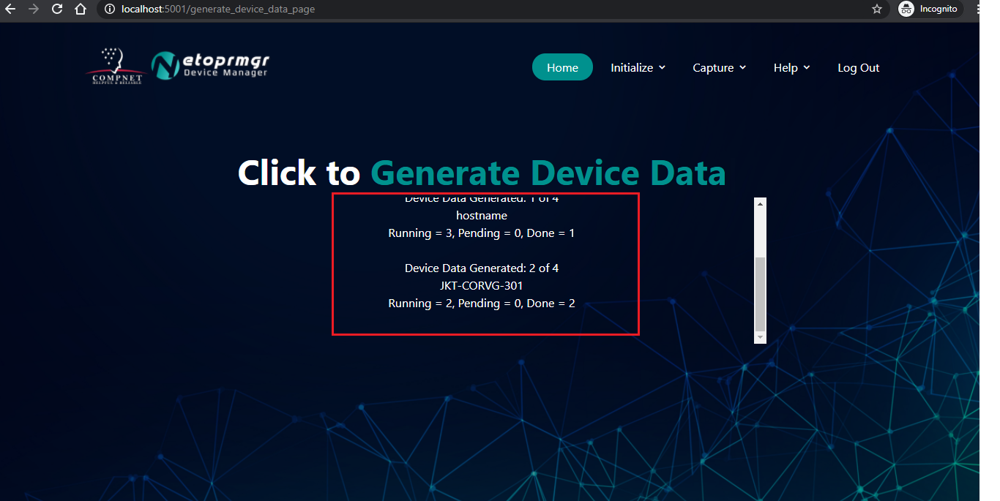 localhost:5001/generate_device_data_page
Incognito
COMPNET
HELPFUL & RELIABLE
etoprmgr
Device Manager
Home
Initialize
Capture
Help
Log Out
Click to Generate Device Data
Device Data Generated: 1 of 4
hostname
Running = 3, Pending = 0, Done = 1
Device Data Generated: 2 of 4
JKT-CORVG-301
Running = 2, Pending = 0, Done = 2